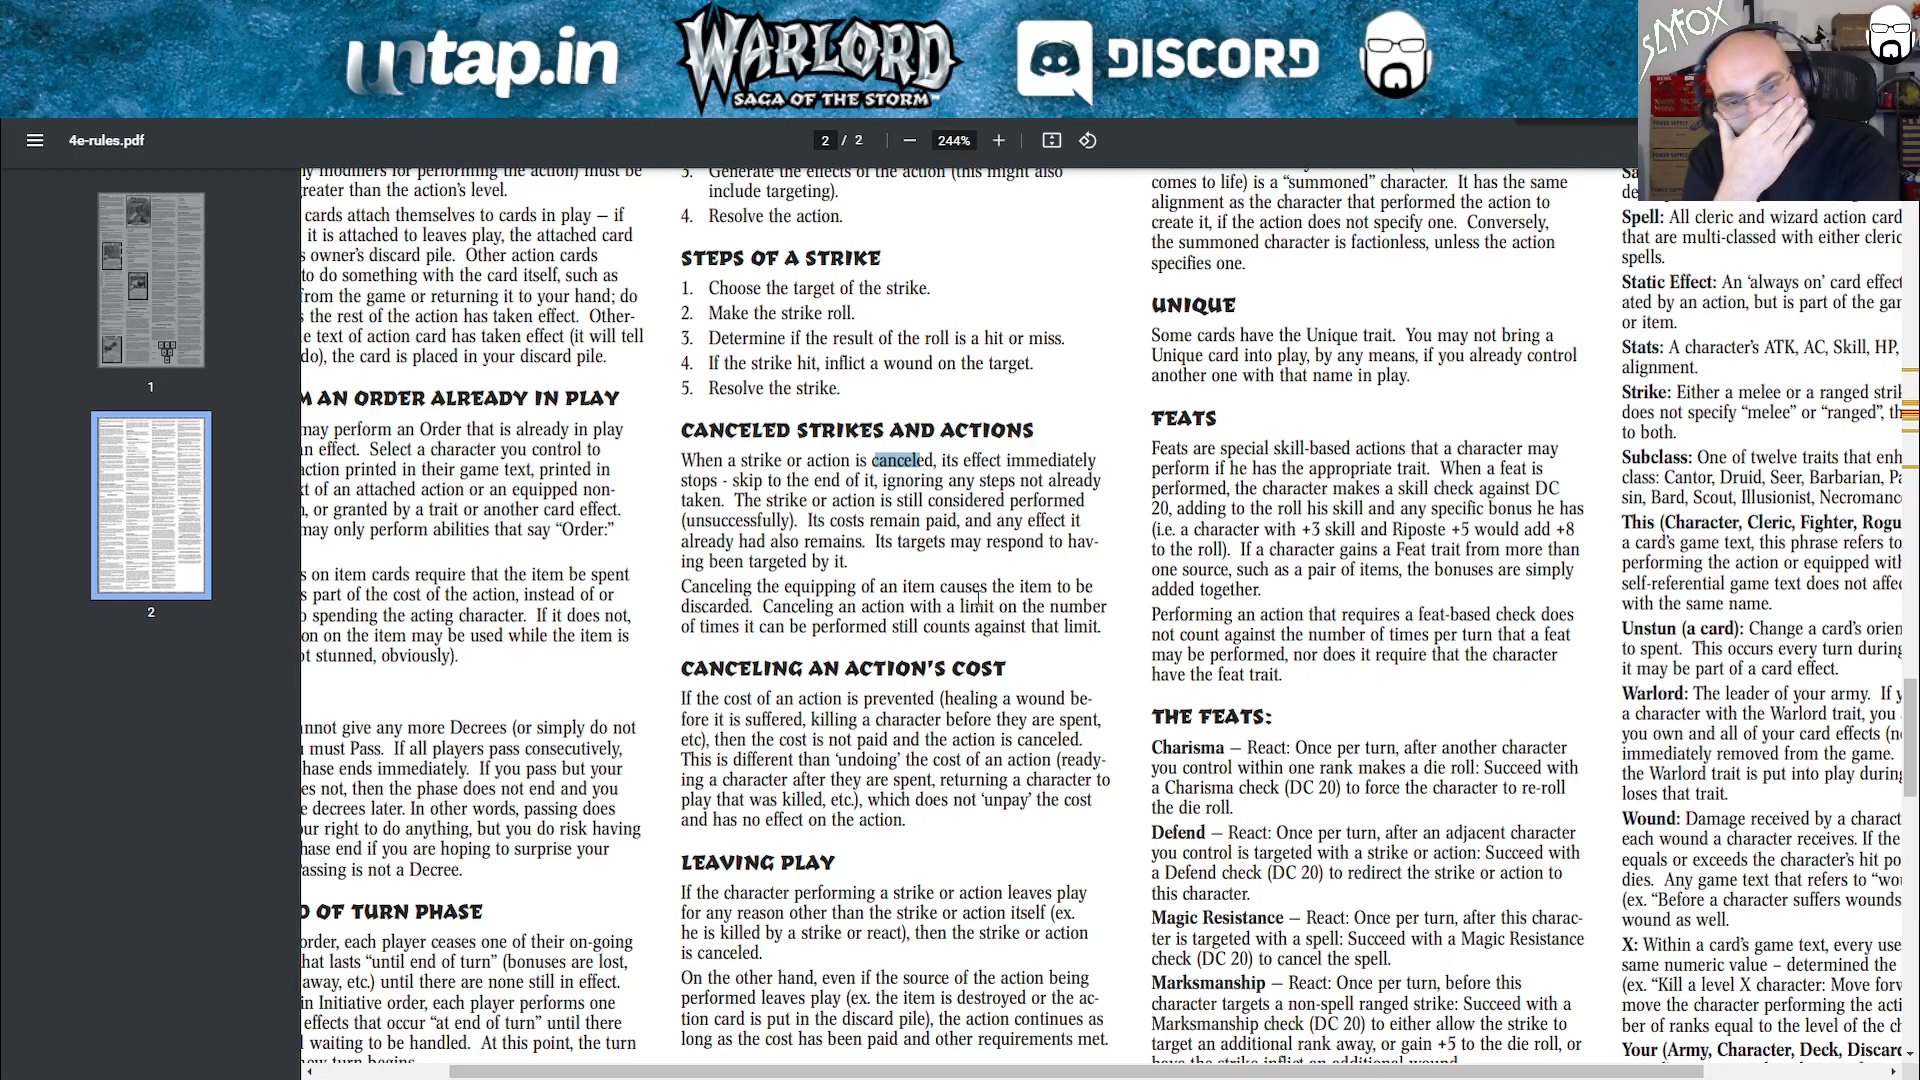 untap.in
WARLORD
SAGA OF THE STORM
DISCORD
SLYFOX
4e-rules.pdf
2 / 2
244%
1
2
ny modifiers for performing the action) must be
reater than the action's level.
cards attach themselves to cards in play – if
it is attached to leaves play, the attached card
s owner's discard pile. Other action cards
to do something with the card itself, such as
from the game or returning it to your hand; do
s the rest of the action has taken effect. Other-
e text of action card has taken effect (it will tell
do), the card is placed in your discard pile.
M AN ORDER ALREADY IN PLAY
may perform an Order that is already in play
n effect. Select a character you control to
action printed in their game text, printed in
xt of an attached action or an equipped non-
n, or granted by a trait or another card effect.
may only perform abilities that say “Order:”
s on item cards require that the item be spent
s part of the cost of the action, instead of or
o spending the acting character. If it does not,
on on the item may be used while the item is
ot stunned, obviously).
nnot give any more Decrees (or simply do not
must Pass. If all players pass consecutively,
hase ends immediately. If you pass but your
es not, then the phase does not end and you
e decrees later. In other words, passing does
our right to do anything, but you do risk having
hase end if you are hoping to surprise your
assing is not a Decree.
D OF TURN PHASE
order, each player ceases one of their on-going
hat lasts “until end of turn” (bonuses are lost,
away, etc.) until there are none still in effect.
in Initiative order, each player performs one
effects that occur “at end of turn” until there
waiting to be handled. At this point, the turn
new turn begins.
3. Generate the effects of the action (this might also
include targeting).
4. Resolve the action.
STEPS OF A STRIKE
1. Choose the target of the strike.
2. Make the strike roll.
3. Determine if the result of the roll is a hit or miss.
4. If the strike hit, inflict a wound on the target.
5. Resolve the strike.
CANCELED STRIKES AND ACTIONS
When a strike or action is canceled, its effect immediately
stops - skip to the end of it, ignoring any steps not already
taken. The strike or action is still considered performed
(unsuccessfully). Its costs remain paid, and any effect it
already had also remains. Its targets may respond to hav-
ing been targeted by it.
Canceling the equipping of an item causes the item to be
discarded. Canceling an action with a limit on the number
of times it can be performed still counts against that limit.
CANCELING AN ACTION'S COST
If the cost of an action is prevented (healing a wound be-
fore it is suffered, killing a character before they are spent,
etc), then the cost is not paid and the action is canceled.
This is different than ‘undoing’ the cost of an action (ready-
ing a character after they are spent, returning a character to
play that was killed, etc.), which does not ‘unpay’ the cost
and has no effect on the action.
LEAVING PLAY
If the character performing a strike or action leaves play
for any reason other than the strike or action itself (ex.
he is killed by a strike or react), then the strike or action
is canceled.
On the other hand, even if the source of the action being
performed leaves play (ex. the item is destroyed or the ac-
tion card is put in the discard pile), the action continues as
long as the cost has been paid and other requirements met.
comes to life) is a “summoned” character. It has the same
alignment as the character that performed the action to
create it, if the action does not specify one. Conversely,
the summoned character is factionless, unless the action
specifies one.
UNIQUE
Some cards have the Unique trait. You may not bring a
Unique card into play, by any means, if you already control
another one with that name in play.
FEATS
Feats are special skill-based actions that a character may
perform if he has the appropriate trait. When a feat is
performed, the character makes a skill check against DC
20, adding to the roll his skill and any specific bonus he has
(i.e. a character with +3 skill and Riposte +5 would add +8
to the roll). If a character gains a Feat trait from more than
one source, such as a pair of items, the bonuses are simply
added together.
Performing an action that requires a feat-based check does
not count against the number of times per turn that a feat
may be performed, nor does it require that the character
have the feat trait.
THE FEATS:
Charisma – React: Once per turn, after another character
you control within one rank makes a die roll: Succeed with
a Charisma check (DC 20) to force the character to re-roll
the die roll.
Defend – React: Once per turn, after an adjacent character
you control is targeted with a strike or action: Succeed with
a Defend check (DC 20) to redirect the strike or action to
this character.
Magic Resistance – React: Once per turn, after this charac-
ter is targeted with a spell: Succeed with a Magic Resistance
check (DC 20) to cancel the spell.
Marksmanship – React: Once per turn, before this
character targets a non-spell ranged strike: Succeed with a
Marksmanship check (DC 20) to either allow the strike to
target an additional rank away, or gain +5 to the die roll, or
have the strike inflict an additional wound.
Spell: All cleric and wizard action card
that are multi-classed with either cleric
spells.
Static Effect: An ‘always on’ card effect
ated by an action, but is part of the gam
or item.
Stats: A character's ATK, AC, Skill, HP,
alignment.
Strike: Either a melee or a ranged strik
does not specify “melee” or “ranged”, th
to both.
Subclass: One of twelve traits that enh
class: Cantor, Druid, Seer, Barbarian, Pa
sin, Bard, Scout, Illusionist, Necromanc
This (Character, Cleric, Fighter, Rogu
a card's game text, this phrase refers to
performing the action or equipped with
self-referential game text does not affec
with the same name.
Unstun (a card): Change a card's orien
to spent. This occurs every turn during
it may be part of a card effect.
Warlord: The leader of your army. If y
a character with the Warlord trait, you
you own and all of your card effects (n
immediately removed from the game.
the Warlord trait is put into play during
loses that trait.
Wound: Damage received by a charact
each wound a character receives. If the
equals or exceeds the character's hit po
dies. Any game text that refers to “wou
(ex. “Before a character suffers wounds
wound as well.
X: Within a card's game text, every use
same numeric value – determined the
(ex. “Kill a level X character: Move forw
move the character performing the acti
ber of ranks equal to the level of the ch
Your (Army, Character, Deck, Discard